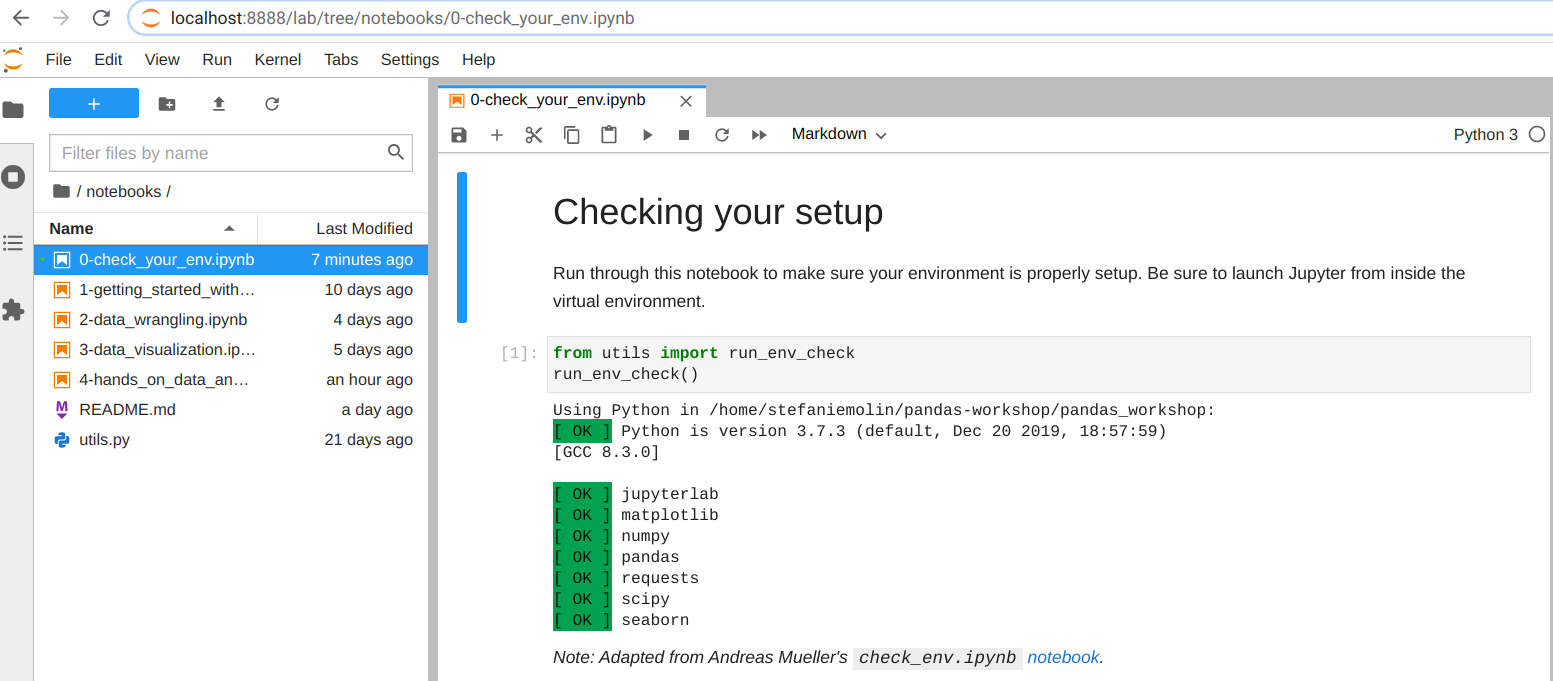 localhost:8888/lab/tree/notebooks/0-check_your_env.ipynb
File Edit View Run Kernel Tabs Settings Help
+
Filter files by name
/ notebooks /
Name Last Modified
0-check_your_env.ipynb 7 minutes ago
1-getting_started_with… 10 days ago
2-data_wrangling.ipynb 4 days ago
3-data_visualization.ip… 5 days ago
4-hands_on_data_an… an hour ago
M README.md a day ago
utils.py 21 days ago
0-check_your_env.ipynb
Markdown Python 3
Checking your setup
Run through this notebook to make sure your environment is properly setup. Be sure to launch Jupyter from inside the
virtual environment.
[1]: from utils import run_env_check
run_env_check()
Using Python in /home/stefaniemolin/pandas-workshop/pandas_workshop:
[ OK ] Python is version 3.7.3 (default, Dec 20 2019, 18:57:59)
[GCC 8.3.0]
[ OK ] jupyterlab
[ OK ] matplotlib
[ OK ] numpy
[ OK ] pandas
[ OK ] requests
[ OK ] scipy
[ OK ] seaborn
Note: Adapted from Andreas Mueller's check_env.ipynb notebook.